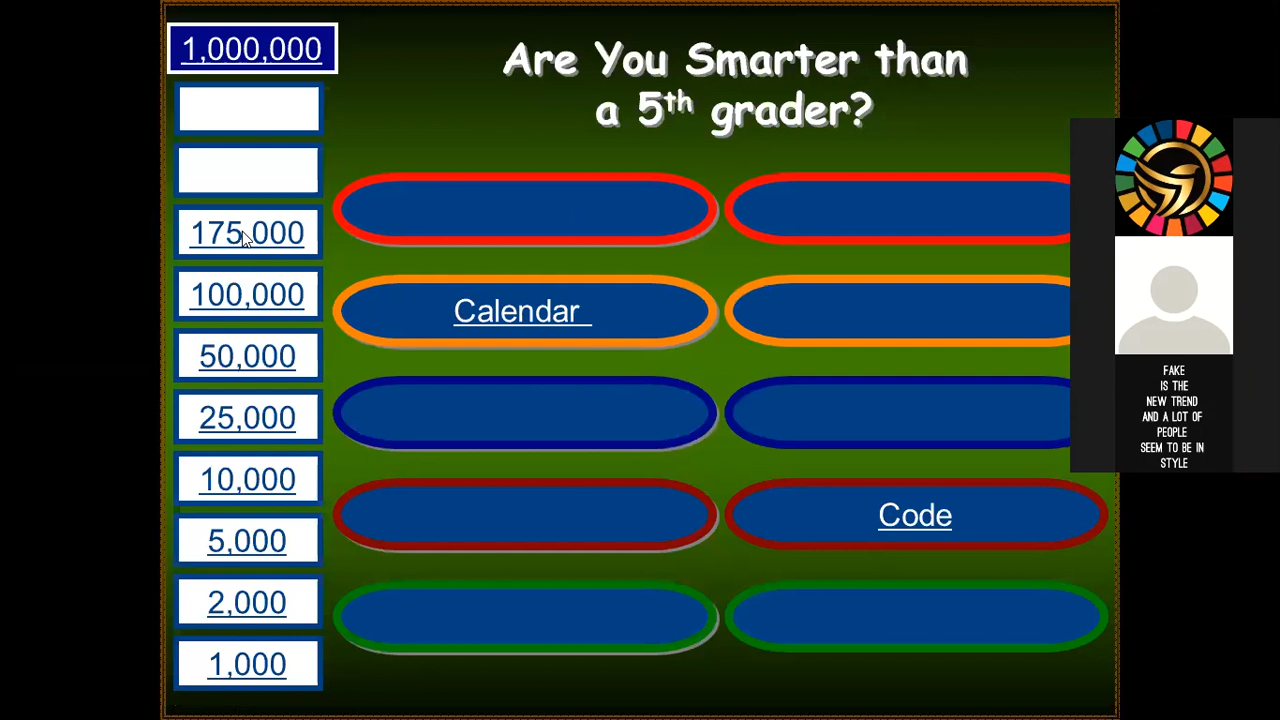 1,000,000
Are You Smarter than
a 5th grader?
175,000
100,000
Calendar
50,000
25,000
10,000
Code
5,000
2,000
1,000
FAKE
IS THE
NEW TREND
AND A LOT OF
PEOPLE
SEEM TO BE IN
STYLE